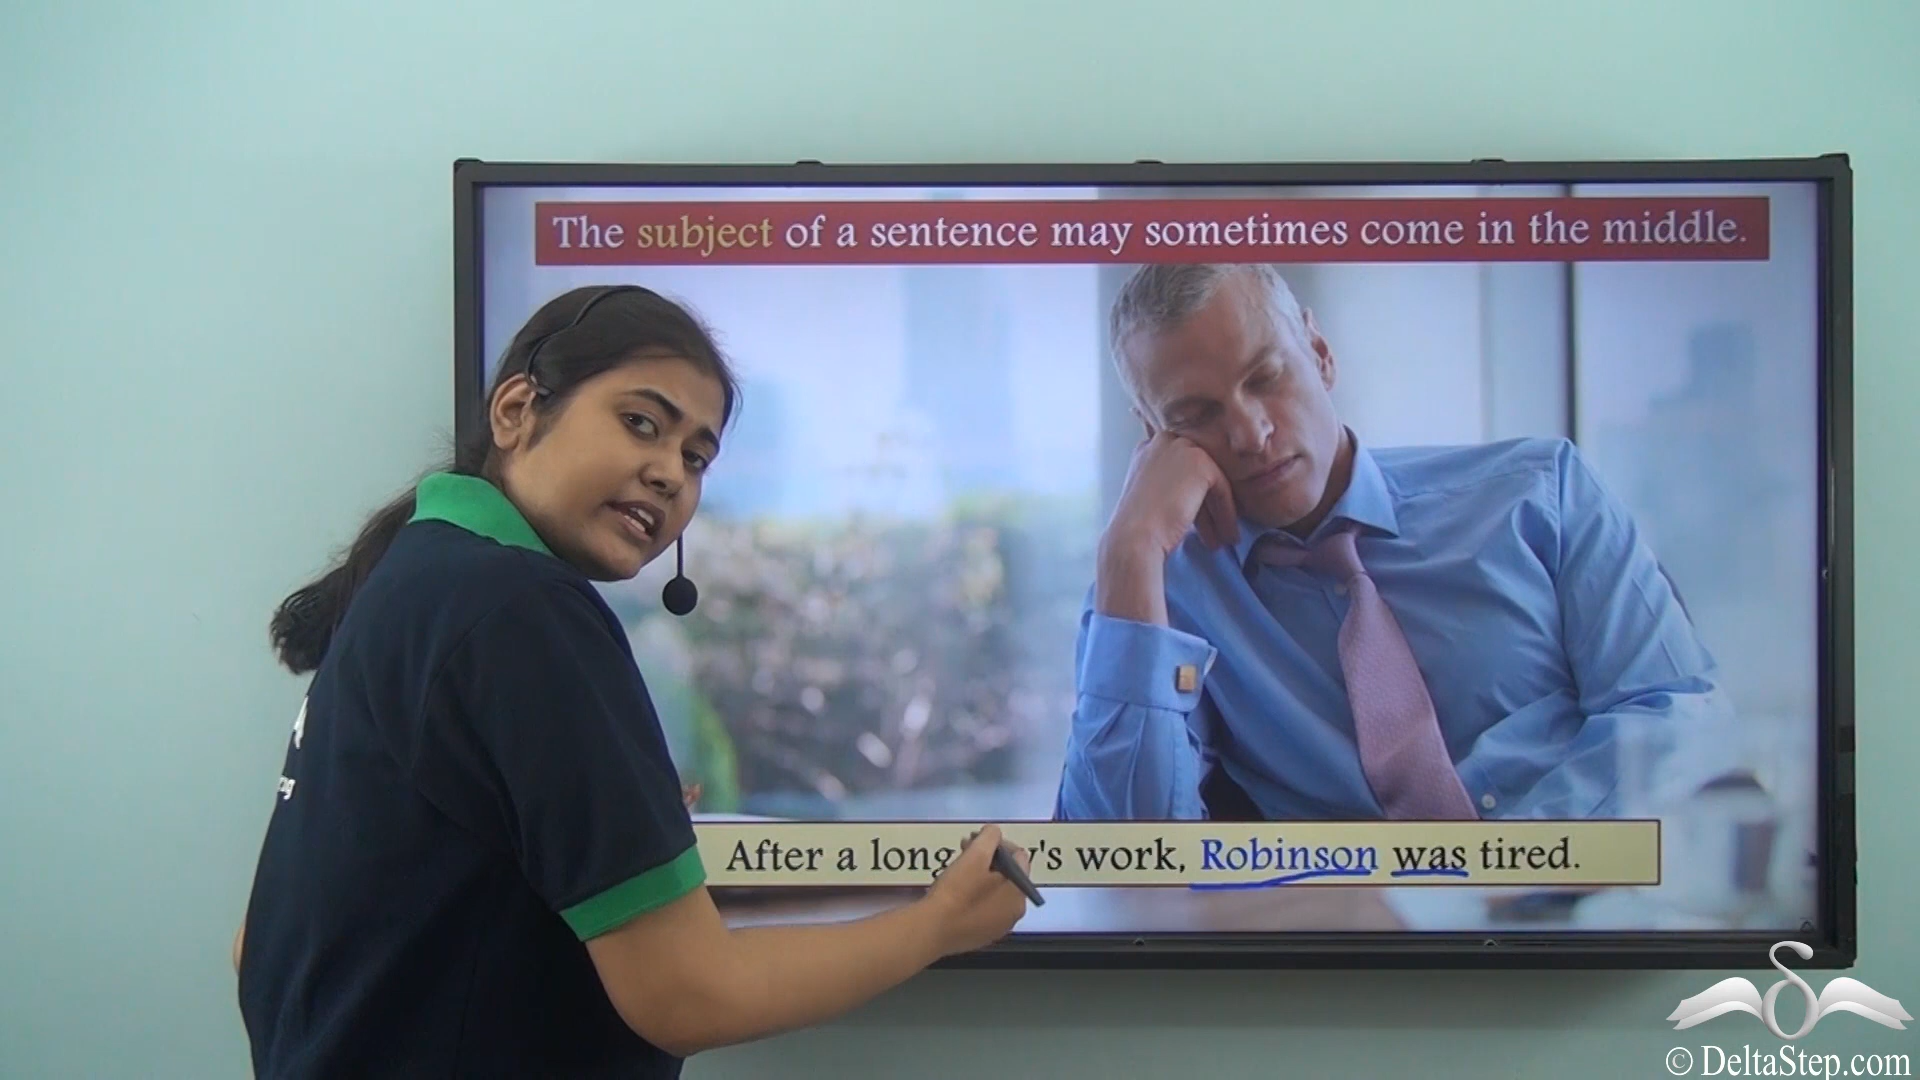 The subject of a sentence may sometimes come in the middle.
After a long 's work, Robinson was tired.
© DeltaStep.com